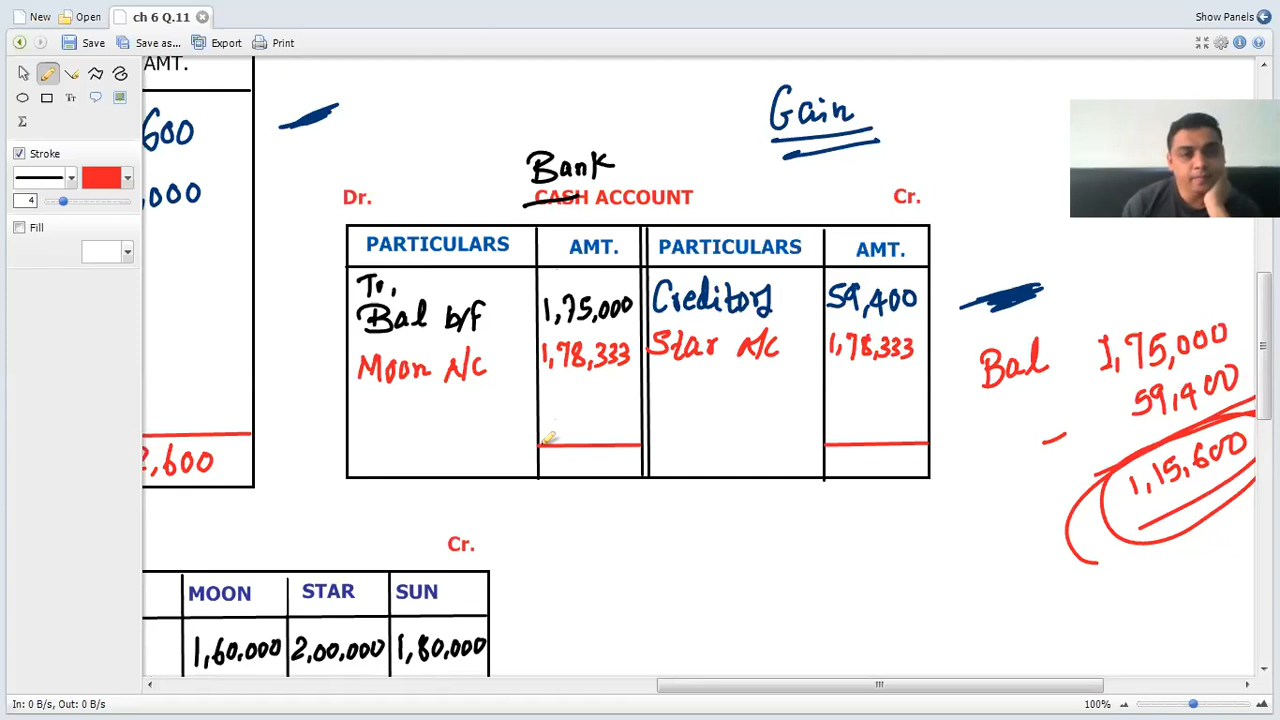 New Open ch 6 Q.11 Show Panels
Save Save as... Export Print
AMT.
600
,000
2,600
Stroke
4
Fill
Gain
Bank
Dr. CASH ACCOUNT Cr.
PARTICULARS AMT. PARTICULARS AMT.
To,
Bal b/f 1,75,000 Creditors 59,400
Moon A/c 1,78,333 Star A/c 1,78,333
Bal 1,75,000
- 59,400
1,15,600
Cr.
MOON STAR SUN
1,60,000 2,00,000 1,80,000
In: 0 B/s, Out: 0 B/s 100%